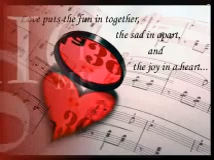 Love puts the fun in together,
the sad in apart,
and
the joy in a heart...